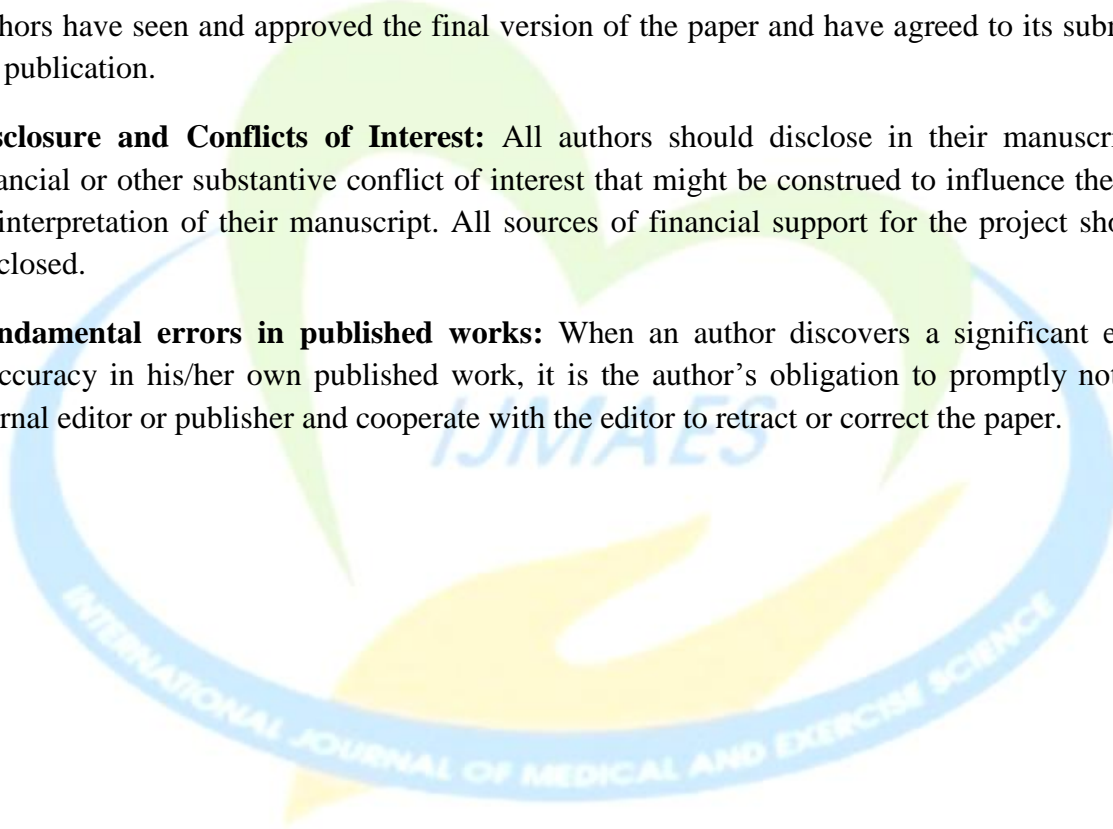 hors have seen and approved the final version of the paper and have agreed to its sub
publication.
sclosure and Conflicts of Interest: All authors should disclose in their manuscri
ancial or other substantive conflict of interest that might be construed to influence the
interpretation of their manuscript. All sources of financial support for the project sho
closed.
ndamental errors in published works: When an author discovers a significant e
ccuracy in his/her own published work, it is the author's obligation to promptly not
rnal editor or publisher and cooperate with the editor to retract or correct the paper.
IJMAES
INTERNATIONAL JOURNAL OF MEDICAL AND EXERCISE SCIENCE